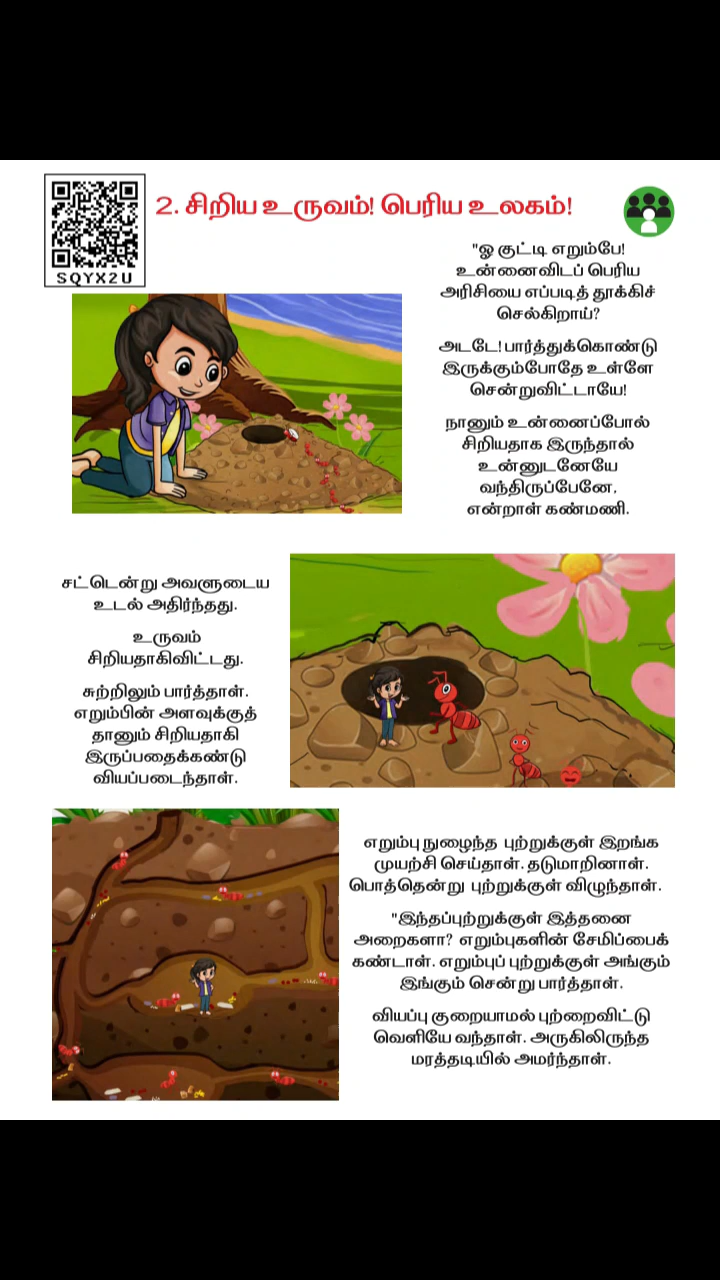 SQYX2U
2. சிறிய உருவம்! பெரிய உலகம்!
"ஓ குட்டி எறும்பே!
உன்னைவிடப் பெரிய
அரிசியை எப்படித் தூக்கிச்
செல்கிறாய்?
அடடே! பார்த்துக்கொண்டு
இருக்கும்போதே உள்ளே
சென்றுவிட்டாயே!
நானும் உன்னைப்போல்
சிறியதாக இருந்தால்
உன்னுடனேயே
வந்திருப்பேனே,
என்றாள் கண்மணி.
சட்டென்று அவளுடைய
உடல் அதிர்ந்தது.
உருவம்
சிறியதாகிவிட்டது.
சுற்றிலும் பார்த்தாள்.
எறும்பின் அளவுக்குத்
தானும் சிறியதாகி
இருப்பதைக்கண்டு
வியப்படைந்தாள்.
எறும்பு நுழைந்த புற்றுக்குள் இறங்க
முயற்சி செய்தாள். தடுமாறினாள்.
பொத்தென்று புற்றுக்குள் விழுந்தாள்.
"இந்தப்புற்றுக்குள் இத்தனை
அறைகளா? எறும்புகளின் சேமிப்பைக்
கண்டாள். எறும்புப் புற்றுக்குள் அங்கும்
இங்கும் சென்று பார்த்தாள்.
வியப்பு குறையாமல் புற்றைவிட்டு
வெளியே வந்தாள். அருகிலிருந்த
மரத்தடியில் அமர்ந்தாள்.